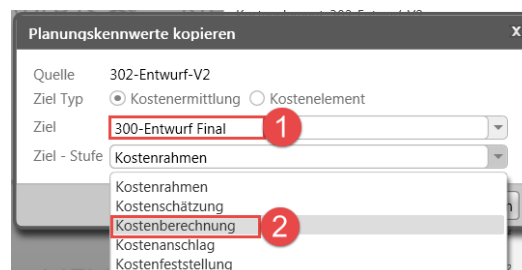 Planungskennwerte kopieren x
Quelle 302-Entwurf-V2
Ziel Typ Kostenermittlung Kostenelement
Ziel 300-Entwurf Final 1
Ziel - Stufe Kostenrahmen
Kostenrahmen
Kostenschätzung
Kostenberechnung 2
Kostenanschlag
Kostenfeststellung